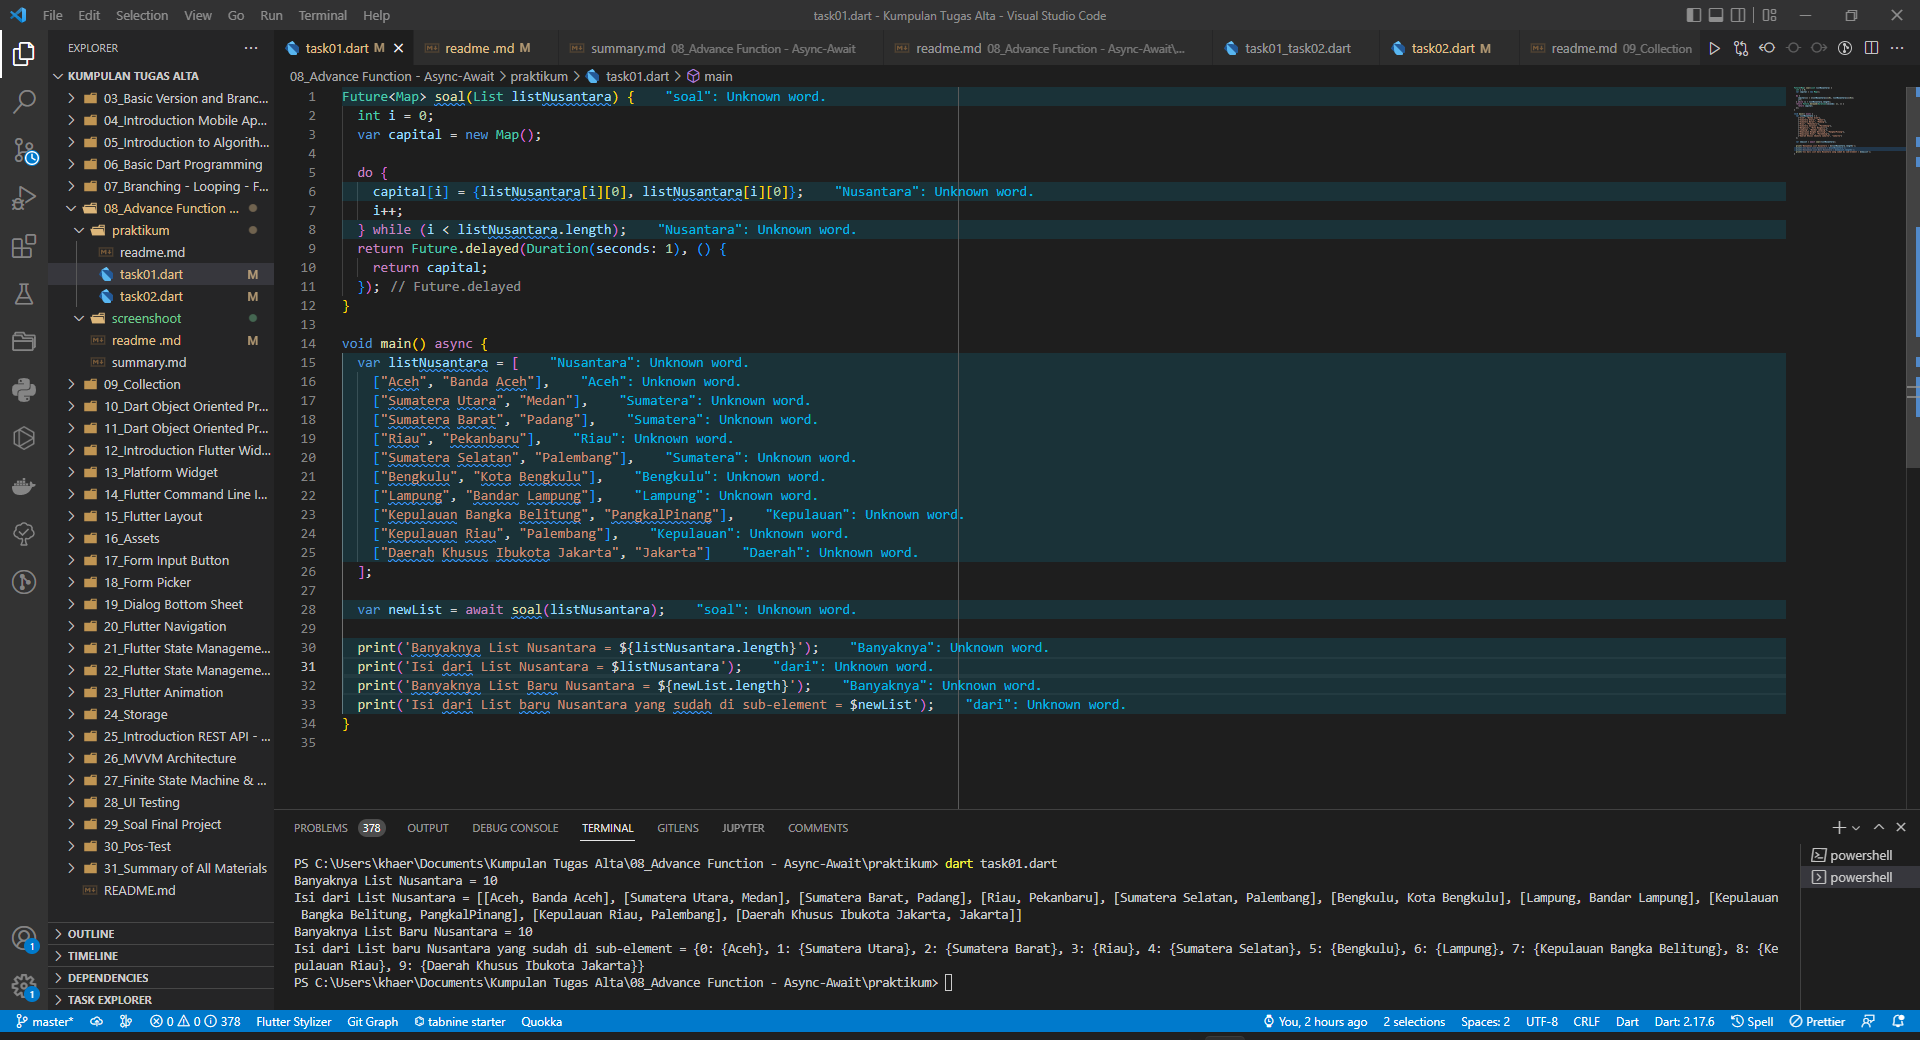 File Edit Selection View Go Run Terminal Help
task01.dart - Kumpulan Tugas Alta - Visual Studio Code
EXPLORER
KUMPULAN TUGAS ALTA
03_Basic Version and Branc...
04_Introduction Mobile Ap...
05_Introduction to Algorith...
06_Basic Dart Programming
07_Branching - Looping - F...
08_Advance Function ...
praktikum
readme.md
task01.dart M
task02.dart M
screenshoot
readme .md M
summary.md
09_Collection
10_Dart Object Oriented Pr...
11_Dart Object Oriented Pr...
12_Introduction Flutter Wid...
13_Platform Widget
14_Flutter Command Line I...
15_Flutter Layout
16_Assets
17_Form Input Button
18_Form Picker
19_Dialog Bottom Sheet
20_Flutter Navigation
21_Flutter State Manageme...
22_Flutter State Manageme...
23_Flutter Animation
24_Storage
25_Introduction REST API - ...
26_MVVM Architecture
27_Finite State Machine & ...
28_UI Testing
29_Soal Final Project
30_Pos-Test
31_Summary of All Materials
README.md
OUTLINE
TIMELINE
DEPENDENCIES
TASK EXPLORER
task01.dart M readme .md M summary.md 08_Advance Function - Async-Await readme.md 08_Advance Function - Async-Await\... task01_task02.dart task02.dart M readme.md 09_Collection
08_Advance Function - Async-Await > praktikum > task01.dart > main
1 Future<Map> soal(List listNusantara) { "soal": Unknown word.
2 int i = 0;
3 var capital = new Map();
4
5 do {
6 capital[i] = {listNusantara[i][0], listNusantara[i][0]}; "Nusantara": Unknown word.
7 i++;
8 } while (i < listNusantara.length); "Nusantara": Unknown word.
9 return Future.delayed(Duration(seconds: 1), () {
10 return capital;
11 }); // Future.delayed
12 }
13
14 void main() async {
15 var listNusantara = [ "Nusantara": Unknown word.
16 ["Aceh", "Banda Aceh"], "Aceh": Unknown word.
17 ["Sumatera Utara", "Medan"], "Sumatera": Unknown word.
18 ["Sumatera Barat", "Padang"], "Sumatera": Unknown word.
19 ["Riau", "Pekanbaru"], "Riau": Unknown word.
20 ["Sumatera Selatan", "Palembang"], "Sumatera": Unknown word.
21 ["Bengkulu", "Kota Bengkulu"], "Bengkulu": Unknown word.
22 ["Lampung", "Bandar Lampung"], "Lampung": Unknown word.
23 ["Kepulauan Bangka Belitung", "PangkalPinang"], "Kepulauan": Unknown word.
24 ["Kepulauan Riau", "Palembang"], "Kepulauan": Unknown word.
25 ["Daerah Khusus Ibukota Jakarta", "Jakarta"] "Daerah": Unknown word.
26 ];
27
28 var newList = await soal(listNusantara); "soal": Unknown word.
29
30 print('Banyaknya List Nusantara = ${listNusantara.length}'); "Banyaknya": Unknown word.
31 print('Isi dari List Nusantara = $listNusantara'); "dari": Unknown word.
32 print('Banyaknya List Baru Nusantara = ${newList.length}'); "Banyaknya": Unknown word.
33 print('Isi dari List baru Nusantara yang sudah di sub-element = $newList'); "dari": Unknown word.
34 }
35
PROBLEMS 378 OUTPUT DEBUG CONSOLE TERMINAL GITLENS JUPYTER COMMENTS
PS C:\Users\khaer\Documents\Kumpulan Tugas Alta\08_Advance Function - Async-Await\praktikum> dart task01.dart
Banyaknya List Nusantara = 10
Isi dari List Nusantara = [[Aceh, Banda Aceh], [Sumatera Utara, Medan], [Sumatera Barat, Padang], [Riau, Pekanbaru], [Sumatera Selatan, Palembang], [Bengkulu, Kota Bengkulu], [Lampung, Bandar Lampung], [Kepulauan
Bangka Belitung, PangkalPinang], [Kepulauan Riau, Palembang], [Daerah Khusus Ibukota Jakarta, Jakarta]]
Banyaknya List Baru Nusantara = 10
Isi dari List baru Nusantara yang sudah di sub-element = {0: {Aceh}, 1: {Sumatera Utara}, 2: {Sumatera Barat}, 3: {Riau}, 4: {Sumatera Selatan}, 5: {Bengkulu}, 6: {Lampung}, 7: {Kepulauan Bangka Belitung}, 8: {Ke
pulauan Riau}, 9: {Daerah Khusus Ibukota Jakarta}}
PS C:\Users\khaer\Documents\Kumpulan Tugas Alta\08_Advance Function - Async-Await\praktikum>
powershell
powershell
1
1
master* 0 0 378 Flutter Stylizer Git Graph tabnine starter Quokka You, 2 hours ago 2 selections Spaces: 2 UTF-8 CRLF Dart Dart: 2.17.6 Spell Prettier